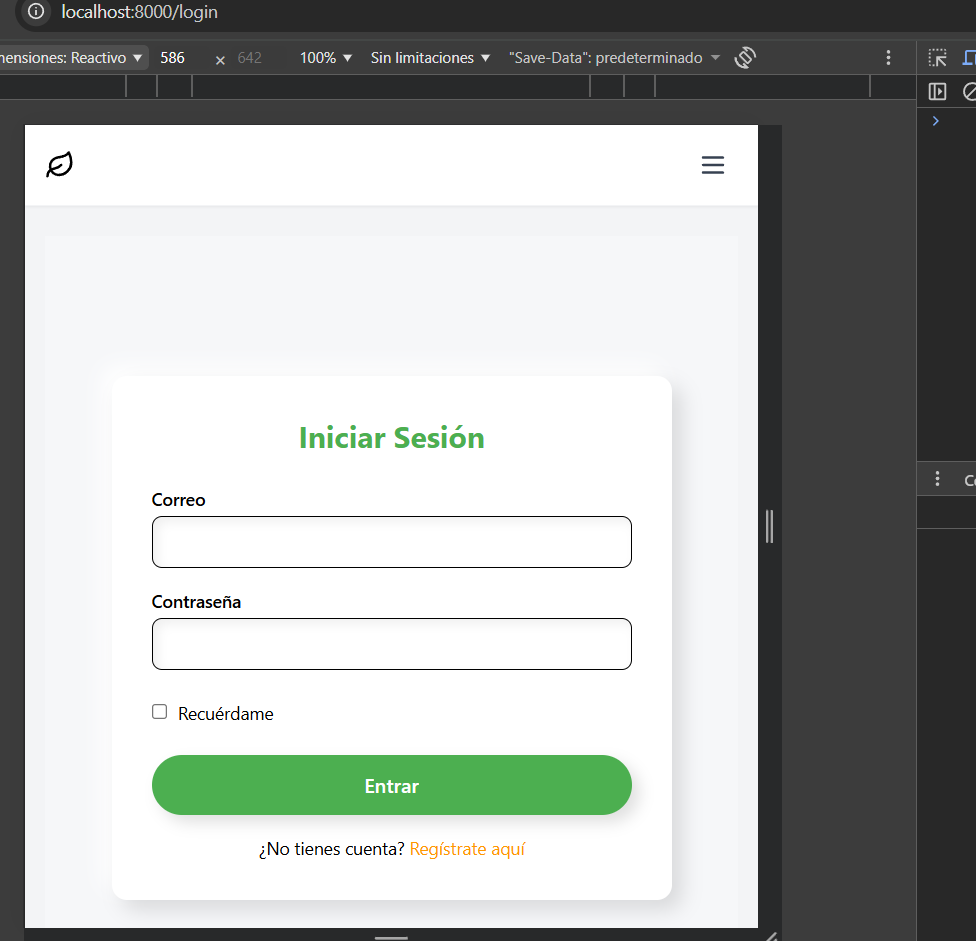 localhost:8000/login
nensiones: Reactivo 586 × 642 100% Sin limitaciones "Save-Data": predeterminado
Iniciar Sesión
Correo
Contraseña
Recuérdame
Entrar
¿No tienes cuenta? Regístrate aquí